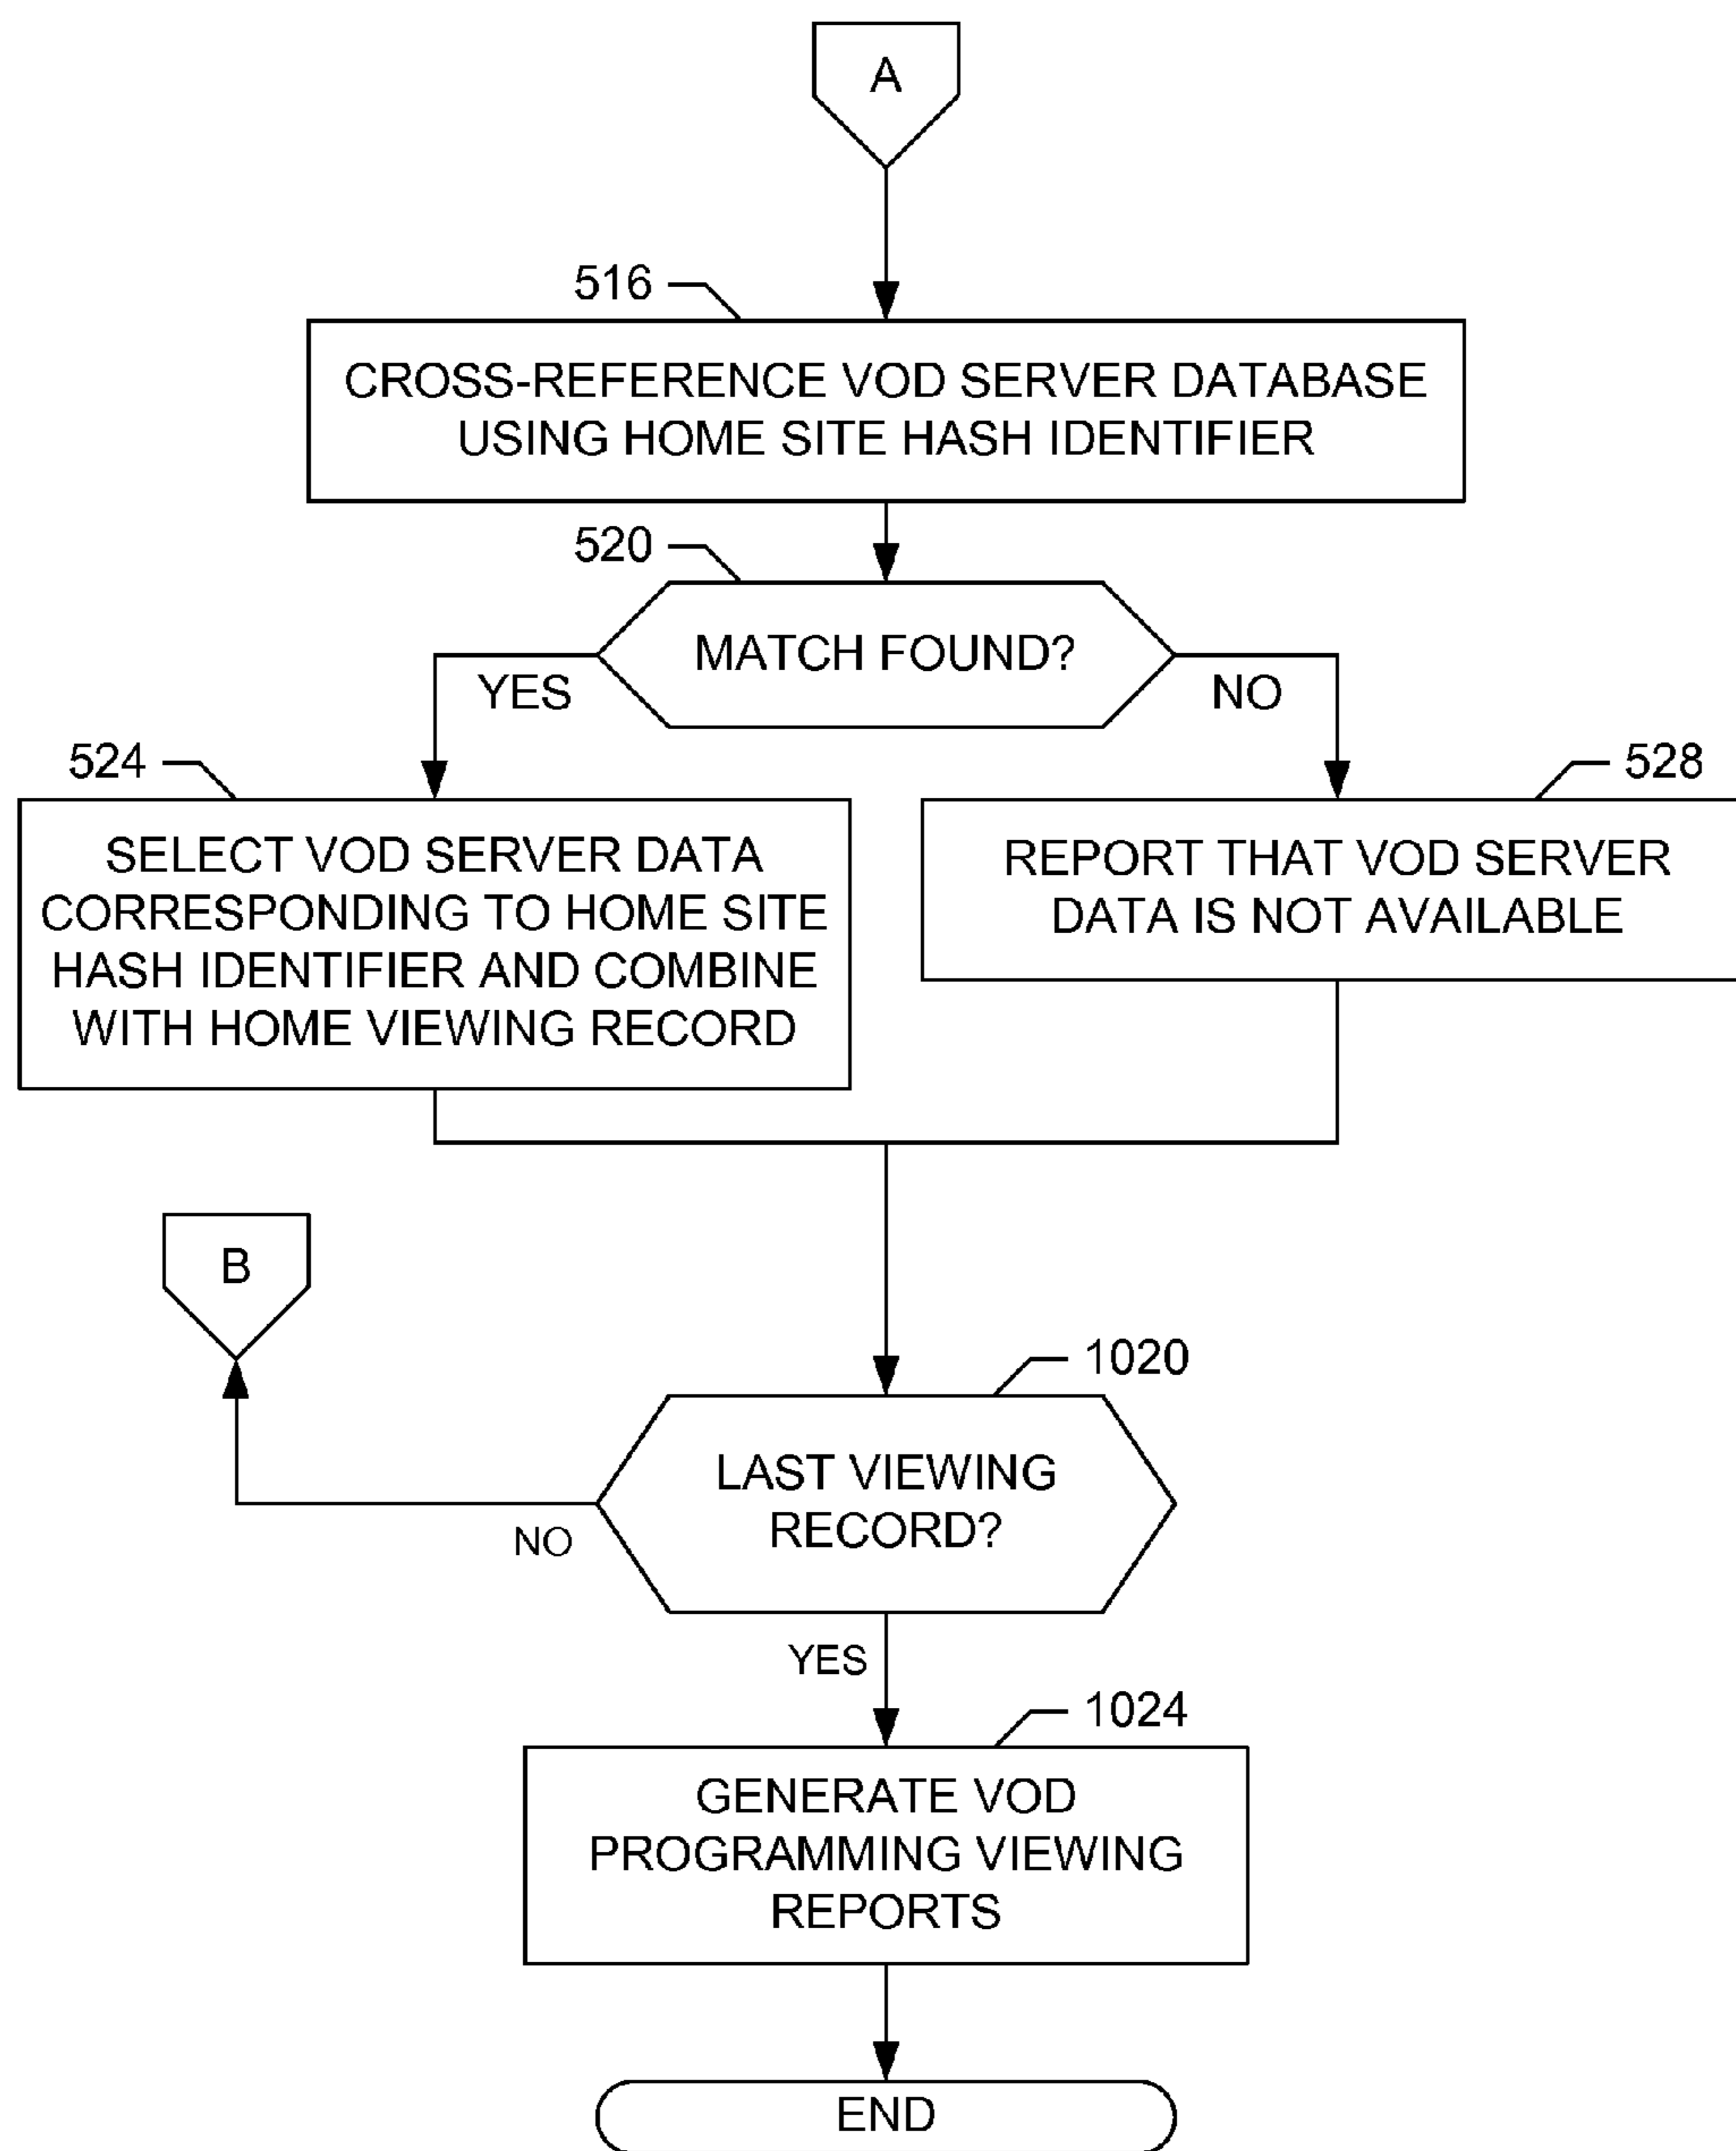 A
516
CROSS-REFERENCE VOD SERVER DATABASE
USING HOME SITE HASH IDENTIFIER
520
MATCH FOUND?
YES
NO
524
SELECT VOD SERVER DATA
CORRESPONDING TO HOME SITE
HASH IDENTIFIER AND COMBINE
WITH HOME VIEWING RECORD
528
REPORT THAT VOD SERVER
DATA IS NOT AVAILABLE
B
1020
LAST VIEWING
RECORD?
NO
YES
1024
GENERATE VOD
PROGRAMMING VIEWING
REPORTS
END